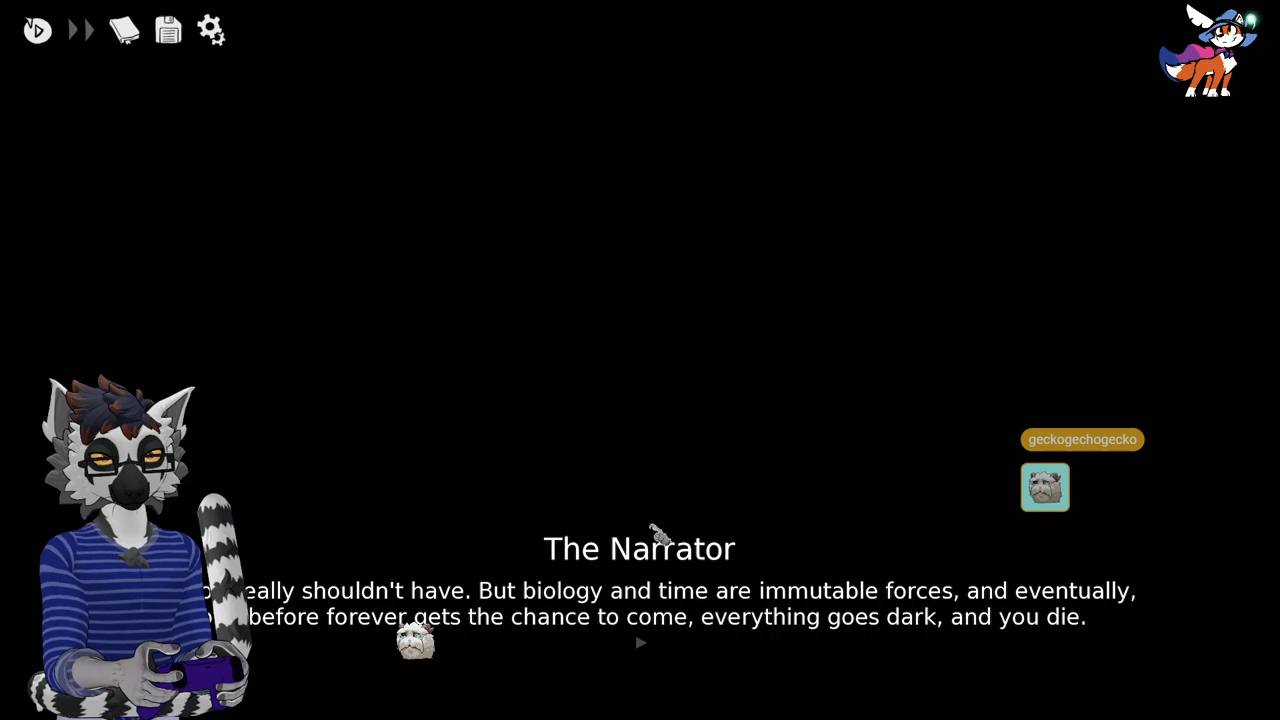 geckogechogecko
The Narrator
really shouldn't have. But biology and time are immutable forces, and eventually,
before forever gets the chance to come, everything goes dark, and you die.